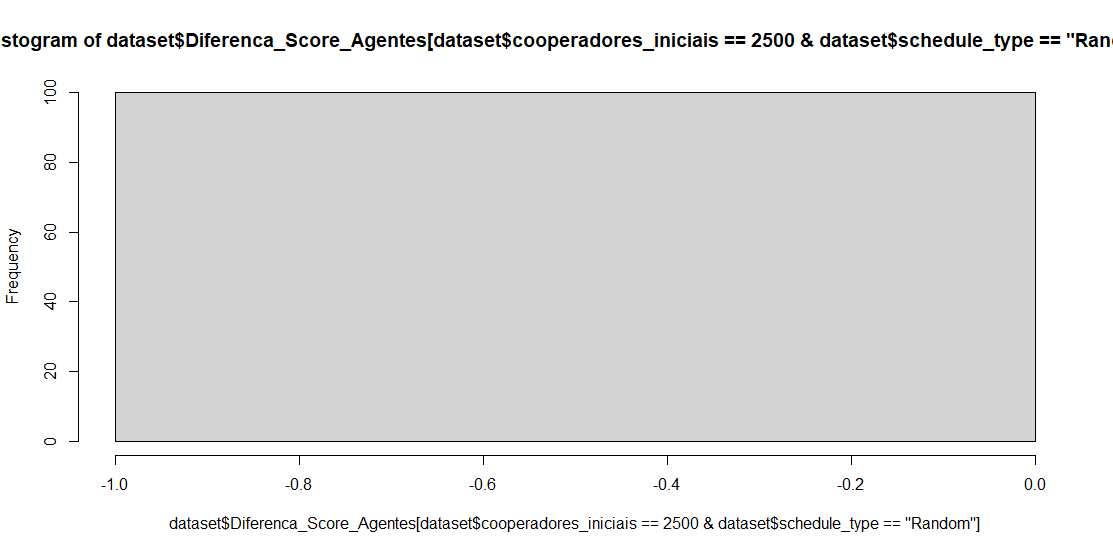 stogram of dataset$Diferenca_Score_Agentes[dataset$cooperadores_iniciais == 2500 & dataset$schedule_type == "Ran
Frequency
100
80
60
40
20
0
-1.0 -0.8 -0.6 -0.4 -0.2 0.0
dataset$Diferenca_Score_Agentes[dataset$cooperadores_iniciais == 2500 & dataset$schedule_type == "Random"]